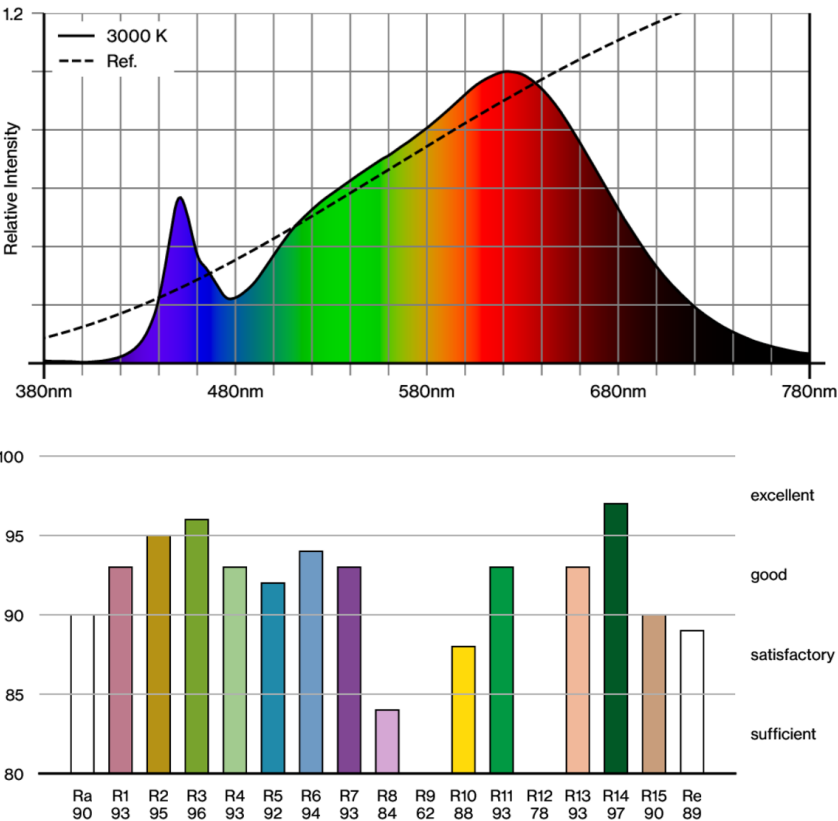 1.2
3000 K
Ref.
Relative Intensity
380nm 480nm 580nm 680nm 780nm
100
excellent
95
good
90
satisfactory
85
sufficient
80
Ra R1 R2 R3 R4 R5 R6 R7 R8 R9 R10 R11 R12 R13 R14 R15 Re
90 93 95 96 93 92 94 93 84 62 88 93 78 93 97 90 89